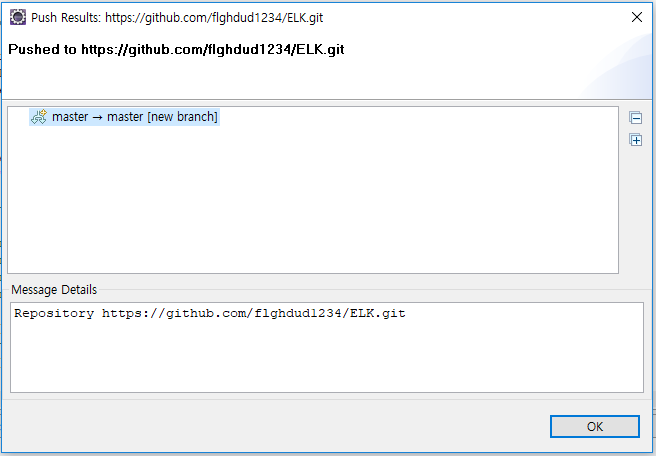 Push Results: https://github.com/flghdud1234/ELK.git
Pushed to https://github.com/flghdud1234/ELK.git
master → master [new branch]
Message Details
Repository https://github.com/flghdud1234/ELK.git
OK